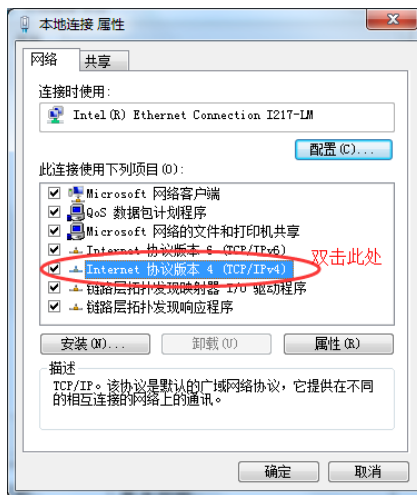 本地连接 属性
网络
共享
连接时使用:
Intel(R) Ethernet Connection I217-LM
配置(C)...
此连接使用下列项目(O):
Microsoft 网络客户端
QoS 数据包计划程序
Microsoft 网络的文件和打印机共享
Internet 协议版本 6 (TCP/IPv6)
Internet 协议版本 4 (TCP/IPv4)
双击此处
链路层拓扑发现映射器 I/O 驱动程序
链路层拓扑发现响应程序
安装(N)...
卸载(U)
属性(R)
描述
TCP/IP。该协议是默认的广域网络协议，它提供在不同
的相互连接的网络上的通讯。
确定
取消